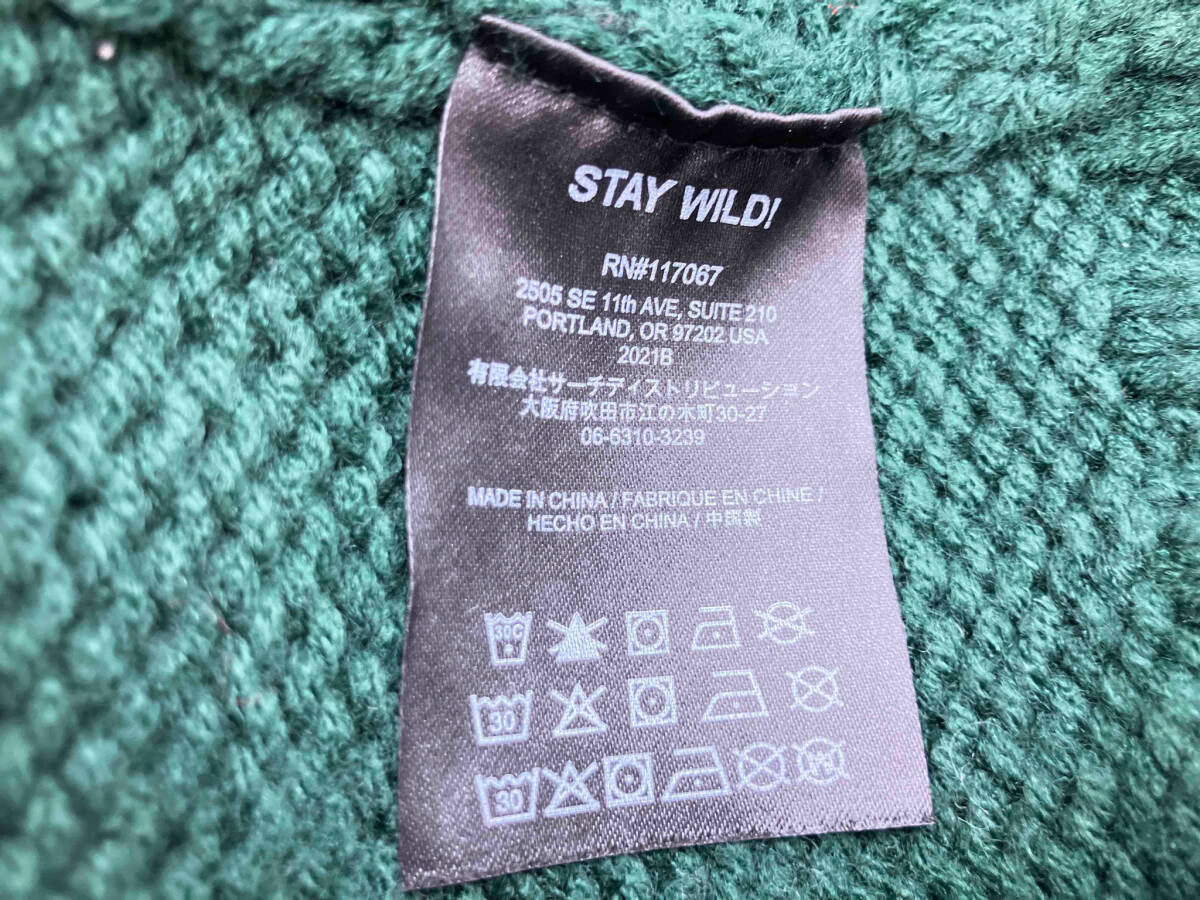 STAY WILD!
RN#117067
2505 SE 11th AVE, SUITE 210
PORTLAND, OR 97202 USA
2021B
有限会社サーチディストリビューション
大阪府吹田市江の木町30-27
06-6310-3239
MADE IN CHINA / FABRIQUE EN CHINE /
HECHO EN CHINA / 中国製
30C
30
30